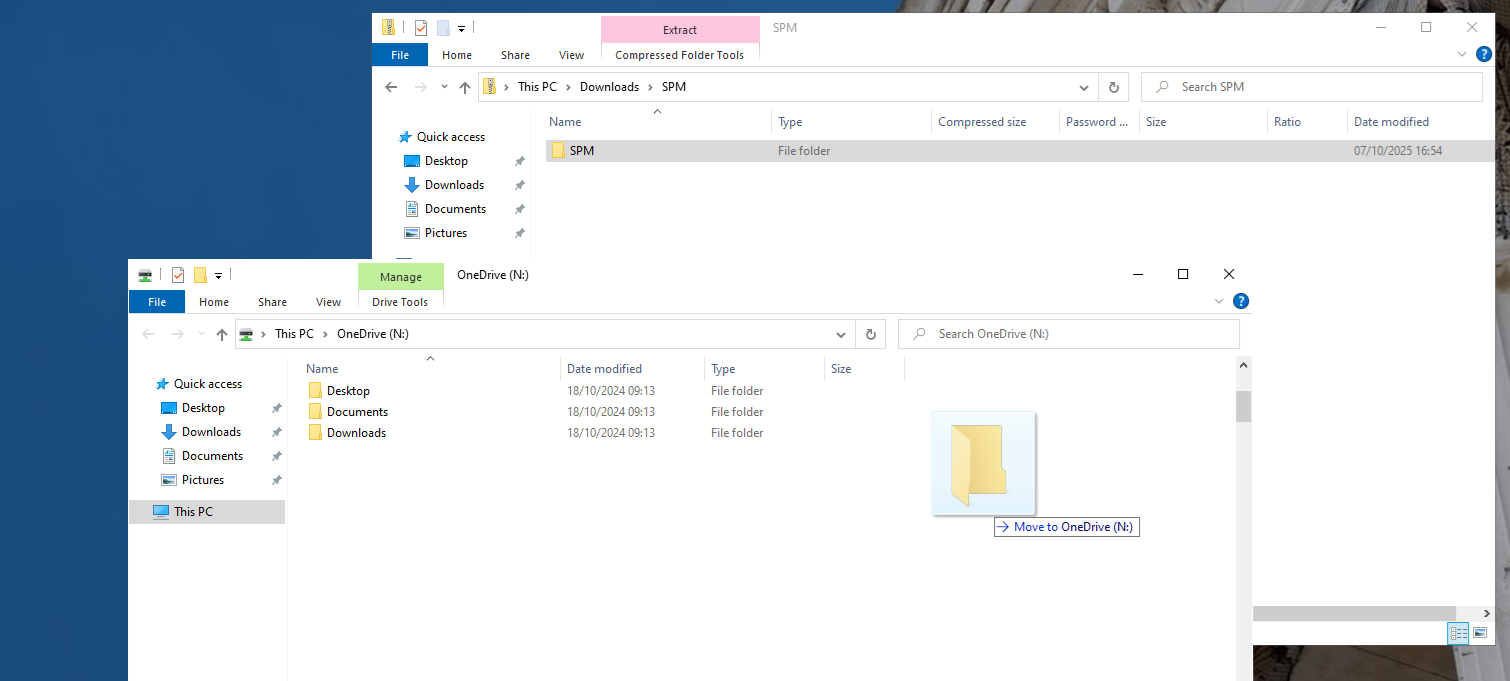 Extract
SPM
File Home Share View Compressed Folder Tools
This PC Downloads SPM
Search SPM
Name Type Compressed size Password ... Size Ratio Date modified
Quick access
SPM File folder 07/10/2025 16:54
Desktop
Downloads
Documents
Pictures
Manage OneDrive (N:)
File Home Share View Drive Tools
This PC OneDrive (N:)
Search OneDrive (N:)
Name Date modified Type Size
Quick access
Desktop
Downloads
Documents
Pictures
This PC
Desktop 18/10/2024 09:13 File folder
Documents 18/10/2024 09:13 File folder
Downloads 18/10/2024 09:13 File folder
Move to OneDrive (N:)